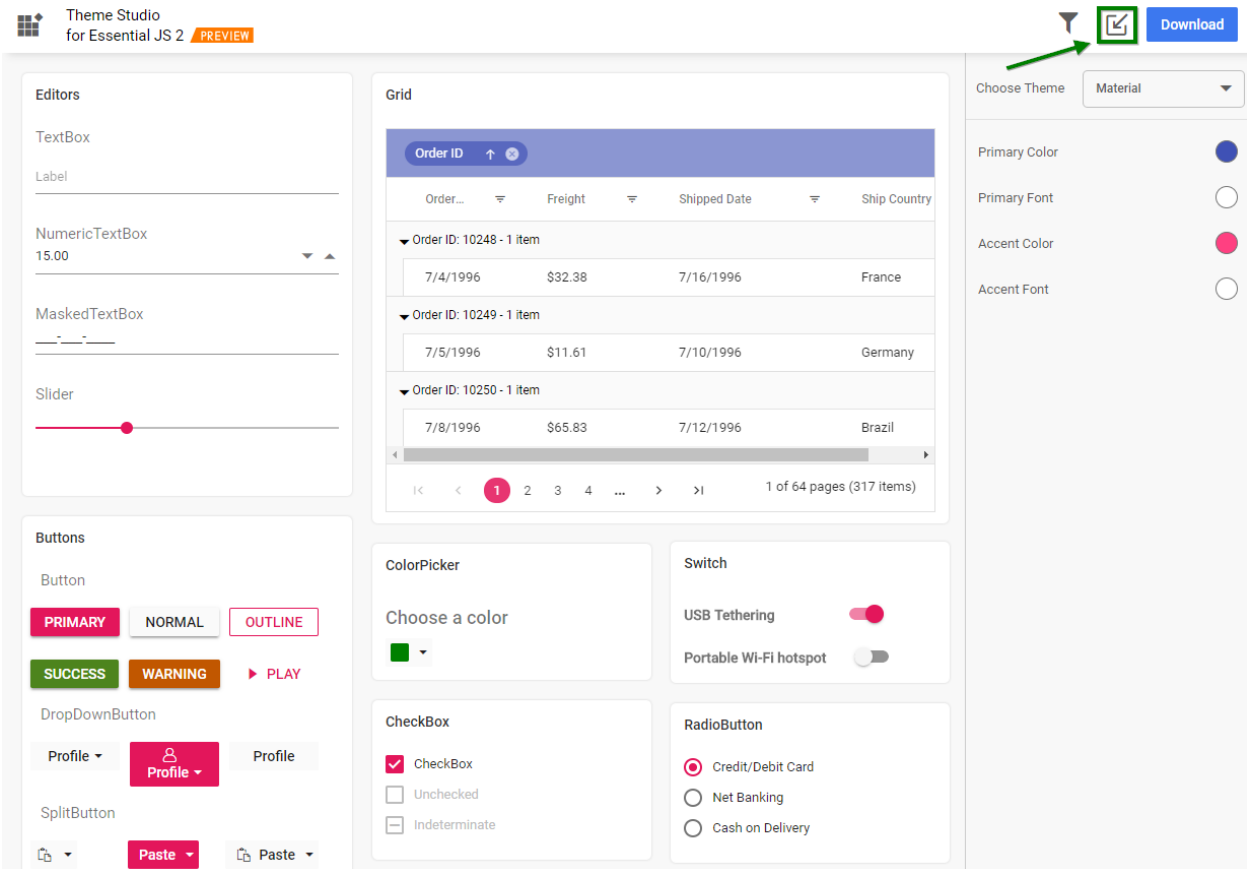 Theme Studio
for Essential JS 2 PREVIEW
Download
Editors
TextBox
Label
NumericTextBox
15.00
MaskedTextBox
___-___-____
Slider
Grid
Order ID
Order... Freight Shipped Date Ship Country
Order ID: 10248 - 1 item
7/4/1996 $32.38 7/16/1996 France
Order ID: 10249 - 1 item
7/5/1996 $11.61 7/10/1996 Germany
Order ID: 10250 - 1 item
7/8/1996 $65.83 7/12/1996 Brazil
1 2 3 4 ... 1 of 64 pages (317 items)
Choose Theme Material
Primary Color
Primary Font
Accent Color
Accent Font
Buttons
Button
PRIMARY NORMAL OUTLINE
SUCCESS WARNING PLAY
DropDownButton
Profile Profile Profile
SplitButton
Paste Paste
ColorPicker
Choose a color
Switch
USB Tethering
Portable Wi-Fi hotspot
CheckBox
CheckBox
Unchecked
Indeterminate
RadioButton
Credit/Debit Card
Net Banking
Cash on Delivery